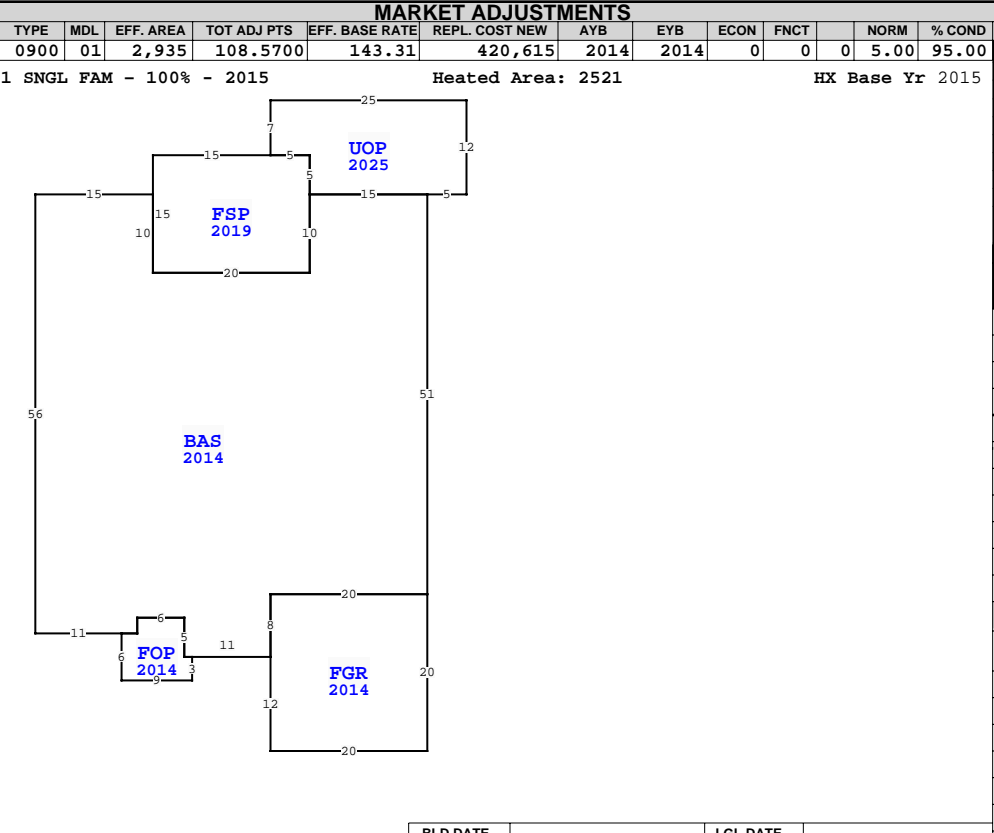 MARKET ADJUSTMENTS
TYPE MDL EFF. AREA TOT ADJ PTS EFF. BASE RATE REPL. COST NEW AYB EYB ECON FNCT NORM % COND
0900 01 2,935 108.5700 143.31 420,615 2014 2014 0 0 0 5.00 95.00
1 SNGL FAM - 100% - 2015 Heated Area: 2521 HX Base Yr 2015
25
7
UOP
2025
12
15 5
5
15 15 5
15
FSP
2019
10 10
20
51
56
BAS
2014
20
6
8
11
5
11
FOP
2014
6
3
9
FGR
2014
20
12
20